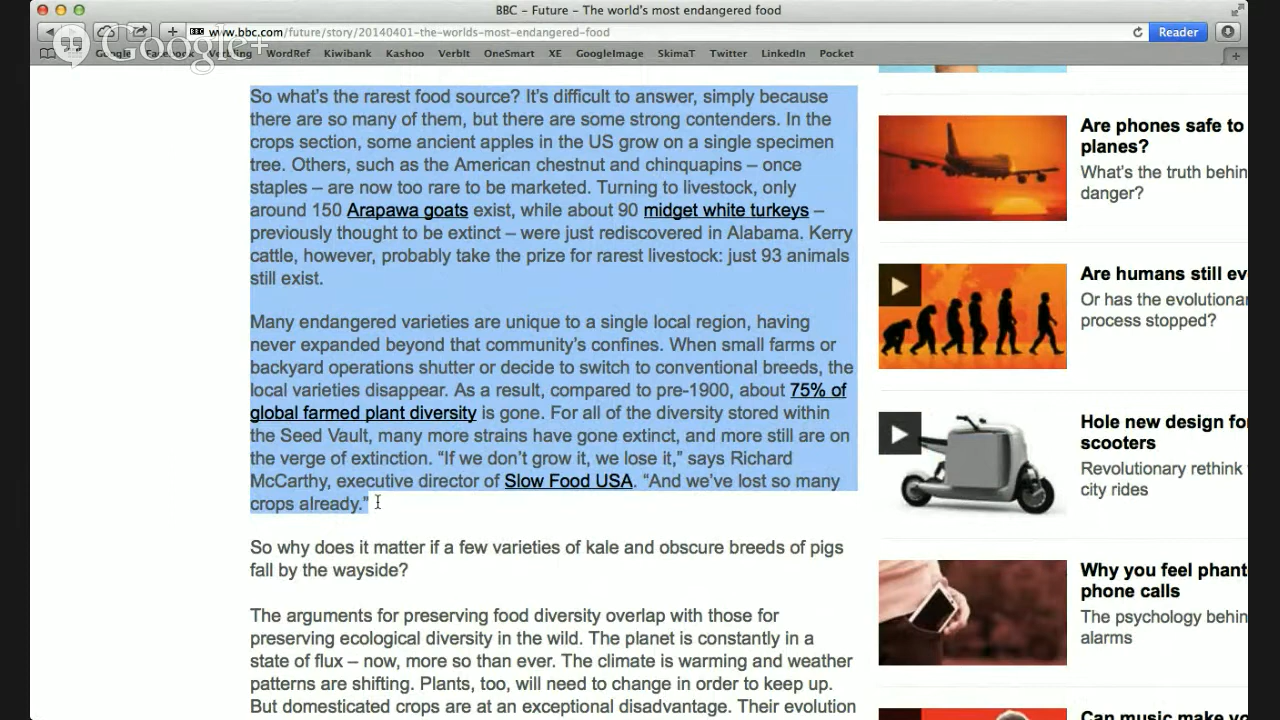 BBC - Future - The world's most endangered food
www.bbc.com/future/story/20140401-the-worlds-most-endangered-food
Reader
Google+
Google
WordRef
Kiwibank
Kashoo
VerbIt
OneSmart
XE
GoogleImage
SkimaT
Twitter
LinkedIn
Pocket
So what's the rarest food source? It's difficult to answer, simply because
there are so many of them, but there are some strong contenders. In the
crops section, some ancient apples in the US grow on a single specimen
tree. Others, such as the American chestnut and chinquapins – once
staples – are now too rare to be marketed. Turning to livestock, only
around 150 Arapawa goats exist, while about 90 midget white turkeys –
previously thought to be extinct – were just rediscovered in Alabama. Kerry
cattle, however, probably take the prize for rarest livestock: just 93 animals
still exist.
Many endangered varieties are unique to a single local region, having
never expanded beyond that community's confines. When small farms or
backyard operations shutter or decide to switch to conventional breeds, the
local varieties disappear. As a result, compared to pre-1900, about 75% of
global farmed plant diversity is gone. For all of the diversity stored within
the Seed Vault, many more strains have gone extinct, and more still are on
the verge of extinction. “If we don't grow it, we lose it,” says Richard
McCarthy, executive director of Slow Food USA. “And we've lost so many
crops already.”
So why does it matter if a few varieties of kale and obscure breeds of pigs
fall by the wayside?
The arguments for preserving food diversity overlap with those for
preserving ecological diversity in the wild. The planet is constantly in a
state of flux – now, more so than ever. The climate is warming and weather
patterns are shifting. Plants, too, will need to change in order to keep up.
But domesticated crops are at an exceptional disadvantage. Their evolution
Are phones safe to
planes?
What's the truth behin
danger?
Are humans still ev
Or has the evolutiona
process stopped?
Hole new design for
scooters
Revolutionary rethink
city rides
Why you feel phant
phone calls
The psychology behin
alarms
Can music make yo